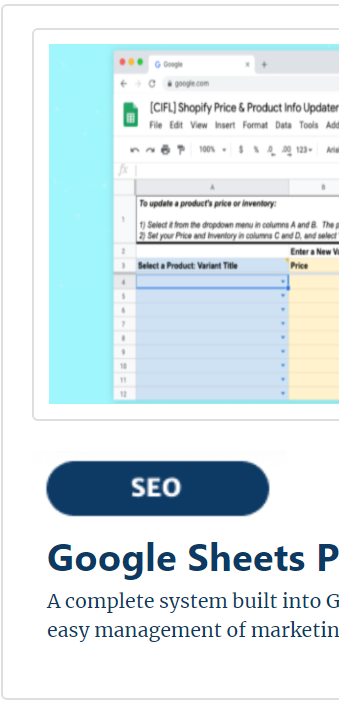 Google
google.com
[CIFL] Shopify Price & Product Info Updater
File Edit View Insert Format Data Tools Add
100% $ % .0 .00 123 Arial
fx
A B
To update a product's price or inventory:
1 1) Select it from the dropdown menu in columns A and B. The p
2) Set your Price and Inventory in columns C and D, and select
2 Enter a New Va
3 Select a Product: Variant Title Price
4
5
6
7
8
9
10
11
12
SEO
Google Sheets P
A complete system built into G
easy management of marketin